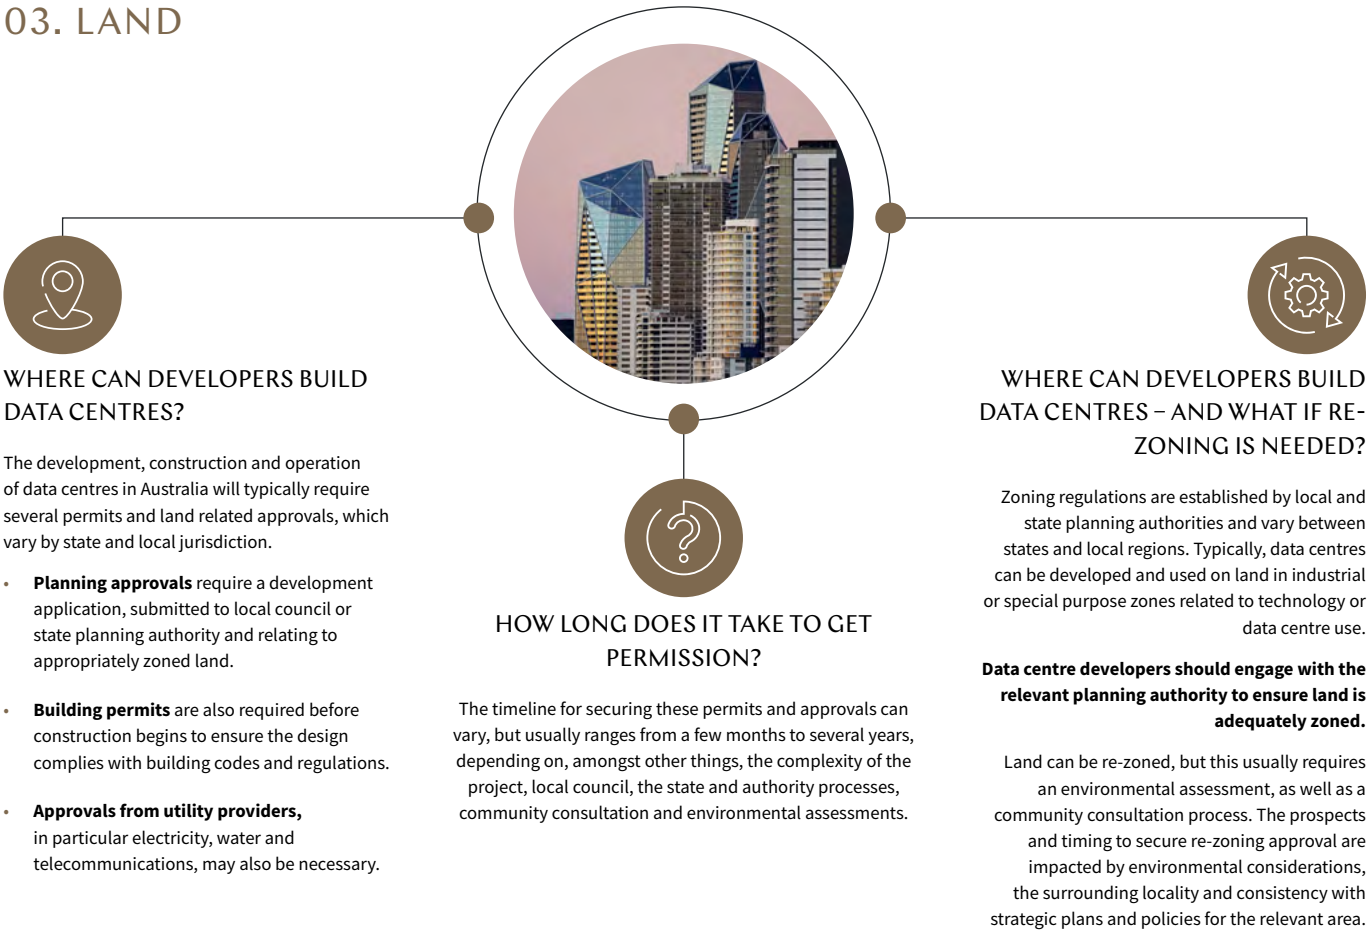 03. LAND
WHERE CAN DEVELOPERS BUILD
DATA CENTRES?
The development, construction and operation
of data centres in Australia will typically require
several permits and land related approvals, which
vary by state and local jurisdiction.
• Planning approvals require a development
application, submitted to local council or
state planning authority and relating to
appropriately zoned land.
• Building permits are also required before
construction begins to ensure the design
complies with building codes and regulations.
• Approvals from utility providers,
in particular electricity, water and
telecommunications, may also be necessary.
HOW LONG DOES IT TAKE TO GET
PERMISSION?
The timeline for securing these permits and approvals can
vary, but usually ranges from a few months to several years,
depending on, amongst other things, the complexity of the
project, local council, the state and authority processes,
community consultation and environmental assessments.
WHERE CAN DEVELOPERS BUILD
DATA CENTRES – AND WHAT IF RE-
ZONING IS NEEDED?
Zoning regulations are established by local and
state planning authorities and vary between
states and local regions. Typically, data centres
can be developed and used on land in industrial
or special purpose zones related to technology or
data centre use.
Data centre developers should engage with the
relevant planning authority to ensure land is
adequately zoned.
Land can be re-zoned, but this usually requires
an environmental assessment, as well as a
community consultation process. The prospects
and timing to secure re-zoning approval are
impacted by environmental considerations,
the surrounding locality and consistency with
strategic plans and policies for the relevant area.